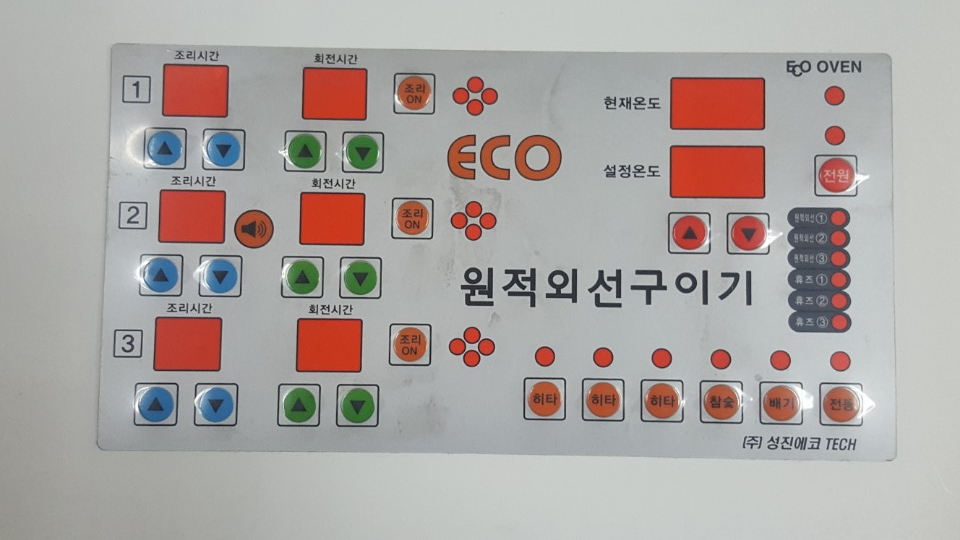 조리시간 회전시간
1 조리 ON
ECO OVEN
현재온도
설정온도
전원
ECO
조리시간 회전시간
2 조리 ON
원적외선 ①
원적외선 ②
원적외선 ③
휴즈 ①
휴즈 ②
휴즈 ③
원적외선구이기
조리시간 회전시간
3 조리 ON
히타 히타 히타 참숯 배기 전등
(주) 성진에코 TECH